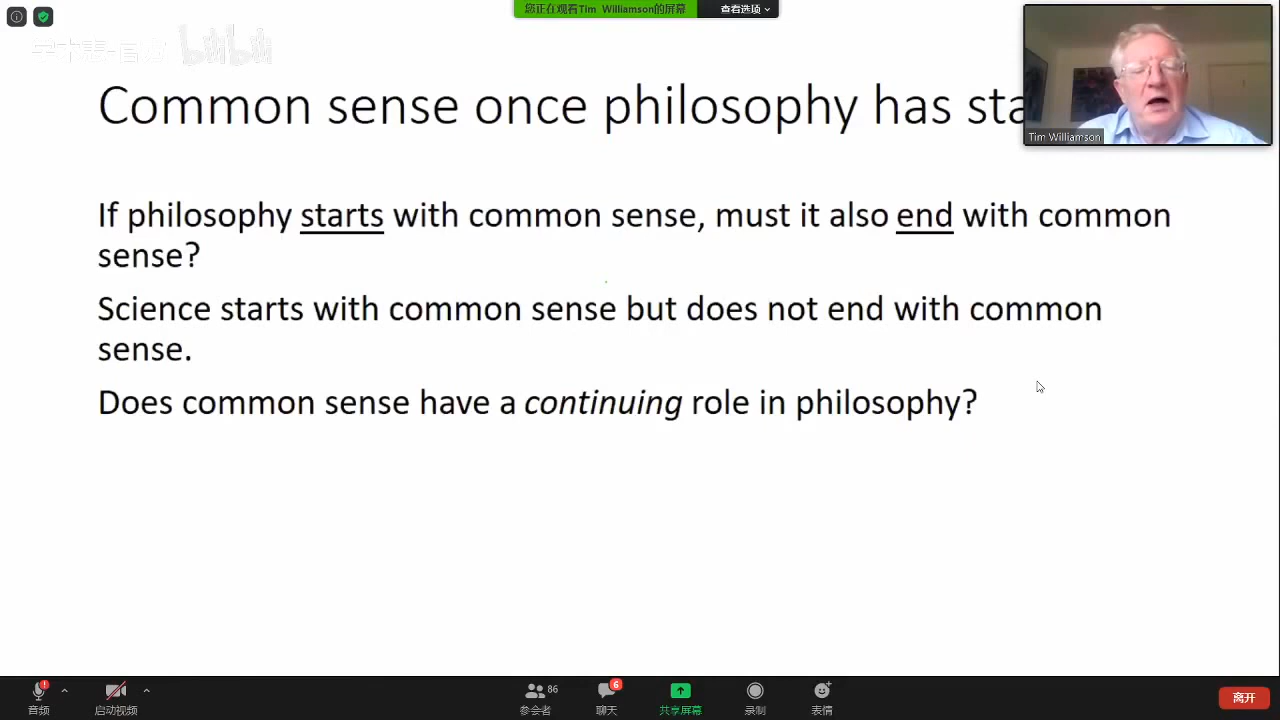 您正在观看Tim Williamson的屏幕
查看选项
bilibili
Common sense once philosophy has sta
Tim Williamson
If philosophy starts with common sense, must it also end with common
sense?
Science starts with common sense but does not end with common
sense.
Does common sense have a continuing role in philosophy?
音频
启动视频
86
参会者
6
聊天
共享屏幕
录制
表情
离开